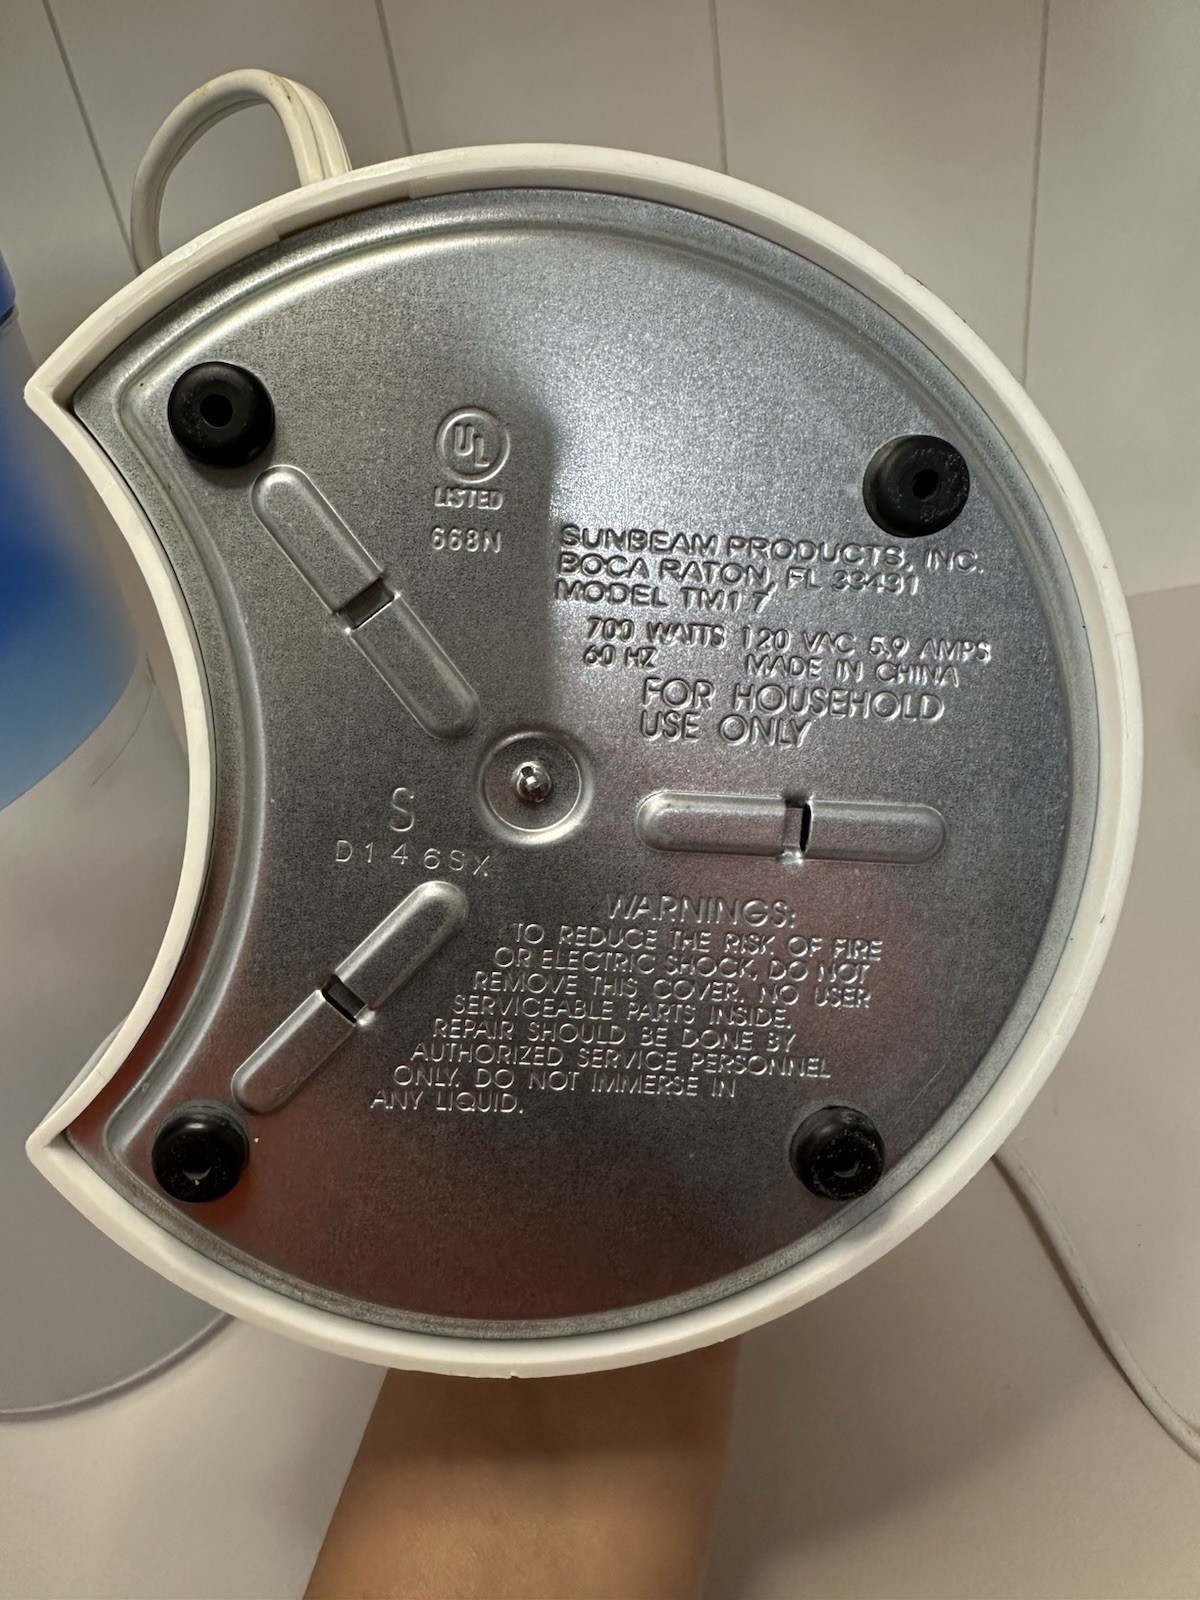 UL
LISTED
668N
SUNBEAM PRODUCTS, INC.
BOCA RATON, FL 33431
MODEL TM17
700 WATTS 120 VAC 5.9 AMPS
60 HZ MADE IN CHINA
FOR HOUSEHOLD
USE ONLY
S
D146SX
WARNINGS:
TO REDUCE THE RISK OF FIRE
OR ELECTRIC SHOCK, DO NOT
REMOVE THIS COVER. NO USER
SERVICEABLE PARTS INSIDE.
REPAIR SHOULD BE DONE BY
AUTHORIZED SERVICE PERSONNEL
ONLY. DO NOT IMMERSE IN
ANY LIQUID.